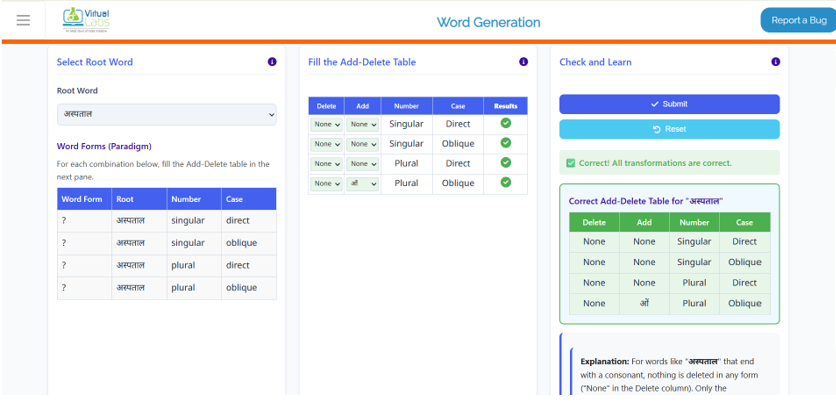 Virtual
Labs
Word Generation
Report a Bug
Select Root Word
Root Word
अस्पताल
Word Forms (Paradigm)
For each combination below, fill the Add-Delete table in the
next pane.
Word Form Root Number Case
? अस्पताल singular direct
? अस्पताल singular oblique
? अस्पताल plural direct
? अस्पताल plural oblique
Fill the Add-Delete Table
Delete Add Number Case Results
None None Singular Direct
None None Singular Oblique
None None Plural Direct
None ओं Plural Oblique
Check and Learn
Submit
Reset
Correct! All transformations are correct.
Correct Add-Delete Table for "अस्पताल"
Delete Add Number Case
None None Singular Direct
None None Singular Oblique
None None Plural Direct
None ओं Plural Oblique
Explanation: For words like "अस्पताल" that end
with a consonant, nothing is deleted in any form
("None" in the Delete column). Only the